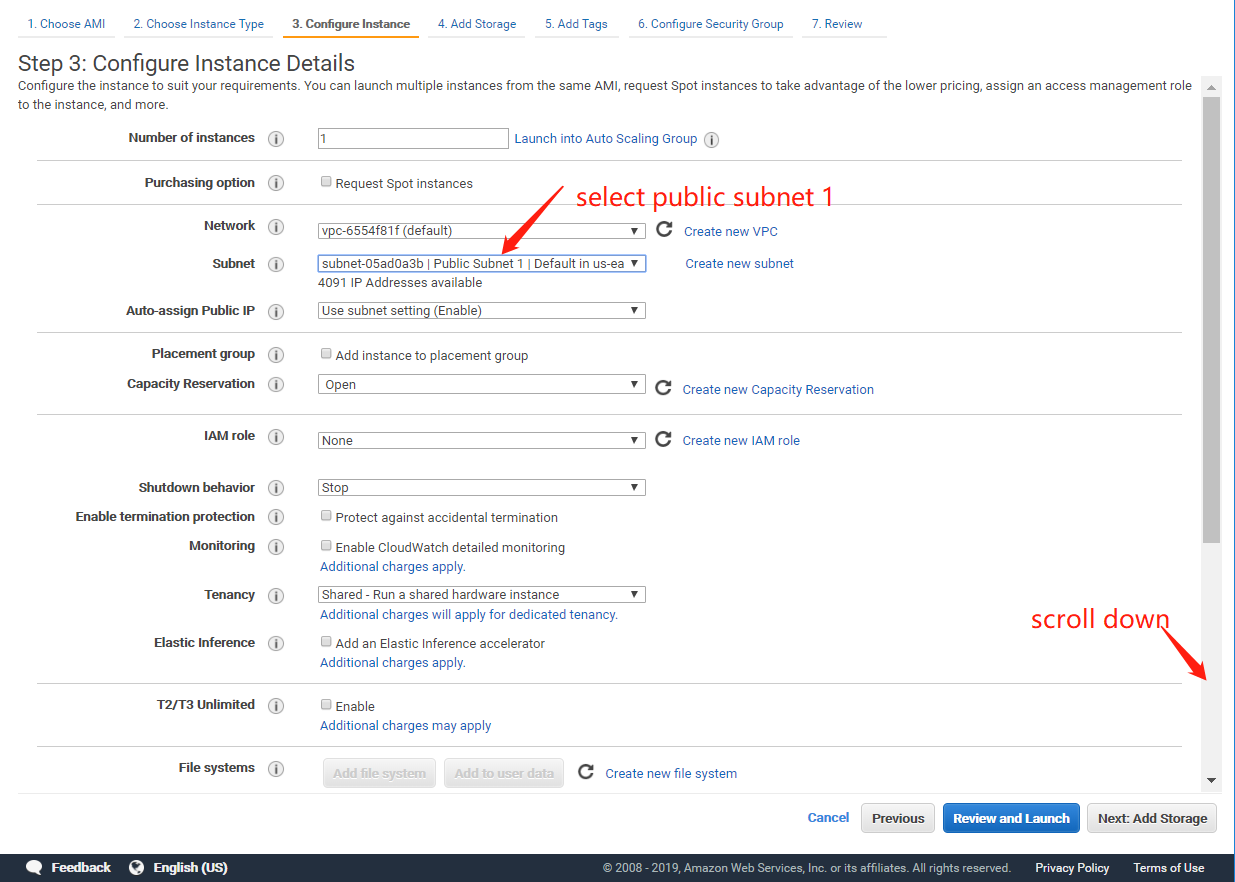 1. Choose AMI 2. Choose Instance Type 3. Configure Instance 4. Add Storage 5. Add Tags 6. Configure Security Group 7. Review
Step 3: Configure Instance Details
Configure the instance to suit your requirements. You can launch multiple instances from the same AMI, request Spot instances to take advantage of the lower pricing, assign an access management role
to the instance, and more.
Number of instances i 1 Launch into Auto Scaling Group i
Purchasing option i Request Spot instances
select public subnet 1
Network i vpc-6554f81f (default) Create new VPC
Subnet i subnet-05ad0a3b | Public Subnet 1 | Default in us-ea Create new subnet
4091 IP Addresses available
Auto-assign Public IP i Use subnet setting (Enable)
Placement group i Add instance to placement group
Capacity Reservation i Open Create new Capacity Reservation
IAM role i None Create new IAM role
Shutdown behavior i Stop
Enable termination protection i Protect against accidental termination
Monitoring i Enable CloudWatch detailed monitoring
Additional charges apply.
Tenancy i Shared - Run a shared hardware instance
Additional charges will apply for dedicated tenancy.
scroll down
Elastic Inference i Add an Elastic Inference accelerator
Additional charges apply.
T2/T3 Unlimited i Enable
Additional charges may apply
File systems i Add file system Add to user data Create new file system
Cancel Previous Review and Launch Next: Add Storage
Feedback English (US) © 2008 - 2019, Amazon Web Services, Inc. or its affiliates. All rights reserved. Privacy Policy Terms of Use